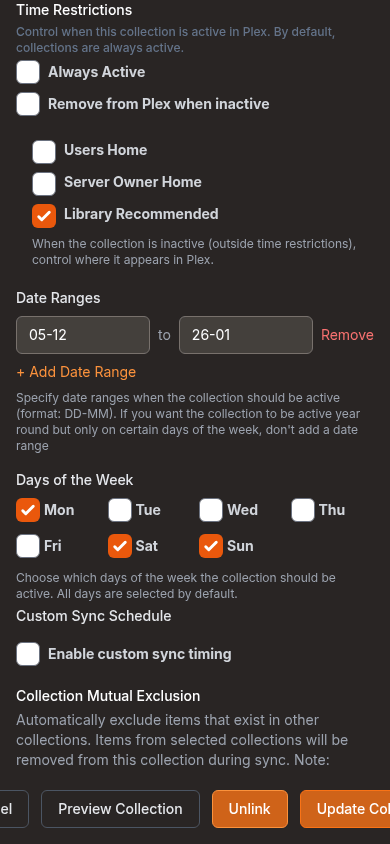 Time Restrictions
Control when this collection is active in Plex. By default,
collections are always active.
Always Active
Remove from Plex when inactive
Users Home
Server Owner Home
Library Recommended
When the collection is inactive (outside time restrictions),
control where it appears in Plex.
Date Ranges
05-12 to 26-01 Remove
+ Add Date Range
Specify date ranges when the collection should be active
(format: DD-MM). If you want the collection to be active year
round but only on certain days of the week, don't add a date
range
Days of the Week
Mon Tue Wed Thu
Fri Sat Sun
Choose which days of the week the collection should be
active. All days are selected by default.
Custom Sync Schedule
Enable custom sync timing
Collection Mutual Exclusion
Automatically exclude items that exist in other
collections. Items from selected collections will be
removed from this collection during sync. Note:
el Preview Collection Unlink Update Col